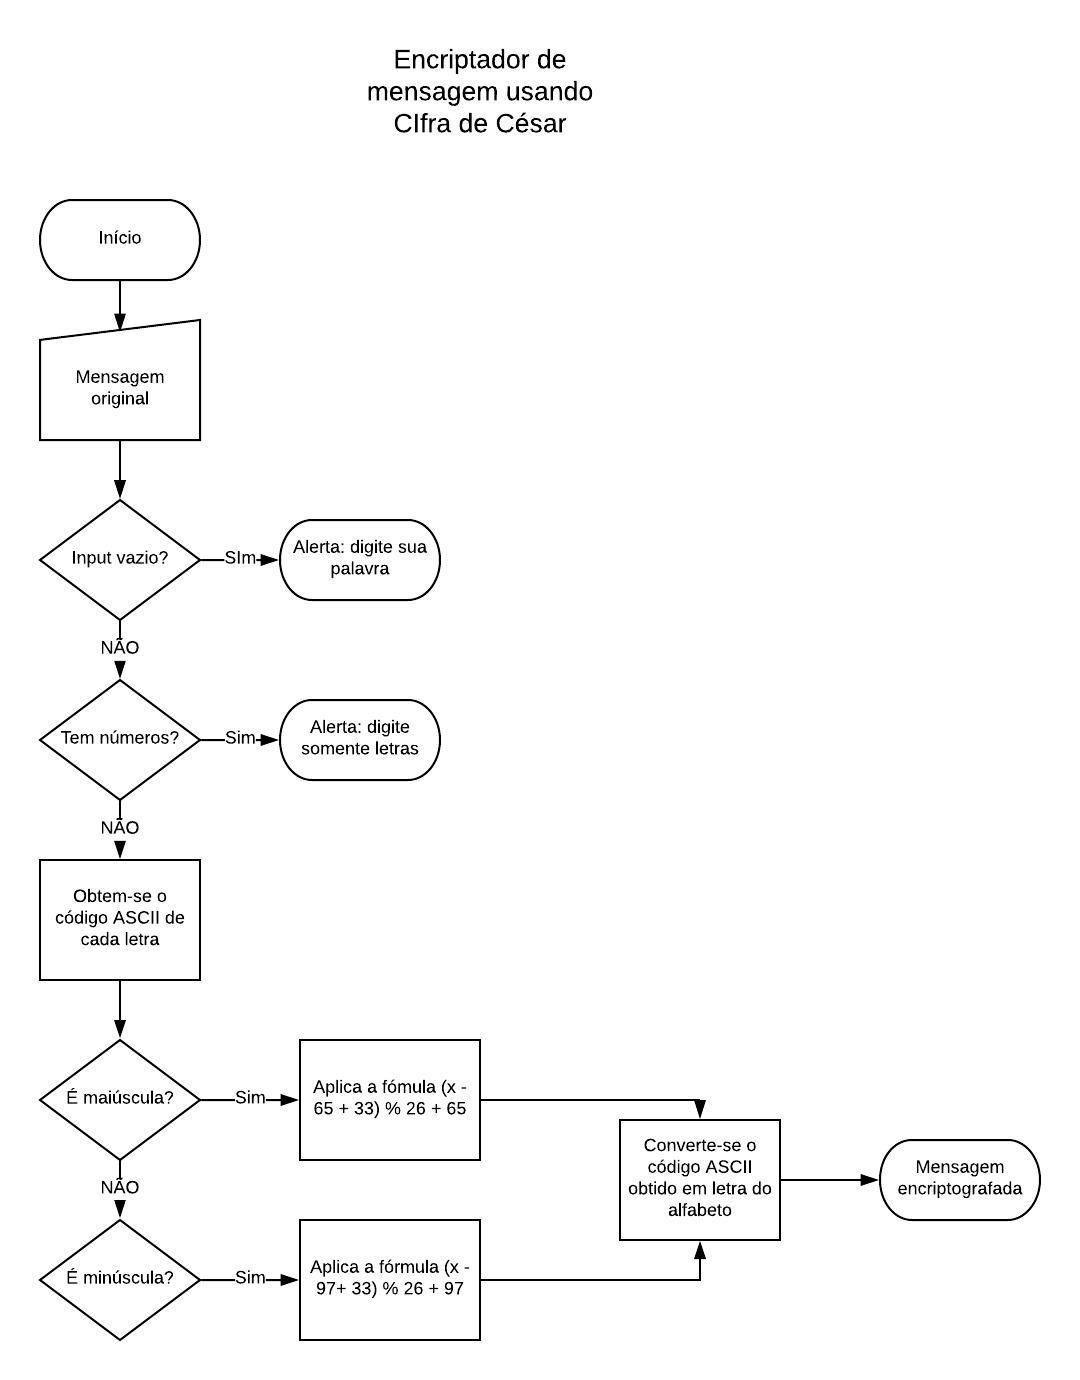 Encriptador de
mensagem usando
CIfra de César
Início
Mensagem
original
Input vazio?
SIm
Alerta: digite sua
palavra
NÃO
Tem números?
Sim
Alerta: digite
somente letras
NÃO
Obtem-se o
código ASCII de
cada letra
É maiúscula?
Sim
Aplica a fómula (x -
65 + 33) % 26 + 65
NÃO
É minúscula?
Sim
Aplica a fórmula (x -
97+ 33) % 26 + 97
Converte-se o
código ASCII
obtido em letra do
alfabeto
Mensagem
encriptografada